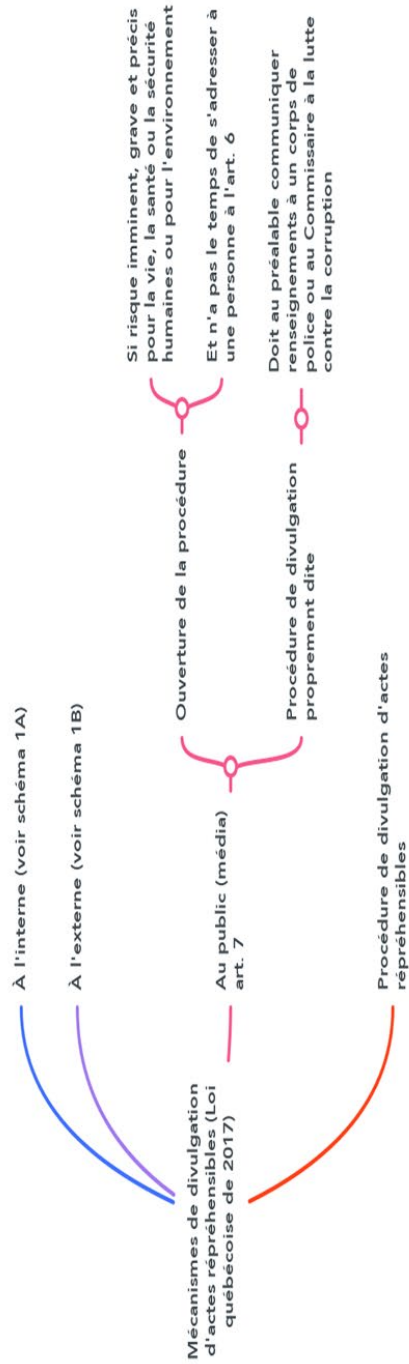 Mécanismes de divulgation
d'actes répréhensibles (Loi
québécoise de 2017)
À l'interne (voir schéma 1A)
À l'externe (voir schéma 1B)
Au public (média)
art. 7
Ouverture de la procédure
Si risque imminent, grave et précis
pour la vie, la santé ou la sécurité
humaines ou pour l'environnement
Et n'a pas le temps de s'adresser à
une personne à l'art. 6
Procédure de divulgation
proprement dite
Doit au préalable communiquer
renseignements à un corps de
police ou au Commissaire à la lutte
contre la corruption
Procédure de divulgation d'actes
répréhensibles